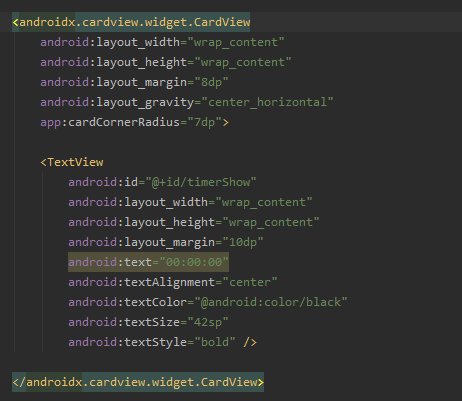 <androidx.cardview.widget.CardView
android:layout_width="wrap_content"
android:layout_height="wrap_content"
android:layout_margin="8dp"
android:layout_gravity="center_horizontal"
app:cardCornerRadius="7dp">
<TextView
android:id="@+id/timerShow"
android:layout_width="wrap_content"
android:layout_height="wrap_content"
android:layout_margin="10dp"
android:text="00:00:00"
android:textAlignment="center"
android:textColor="@android:color/black"
android:textSize="42sp"
android:textStyle="bold" />
</androidx.cardview.widget.CardView>